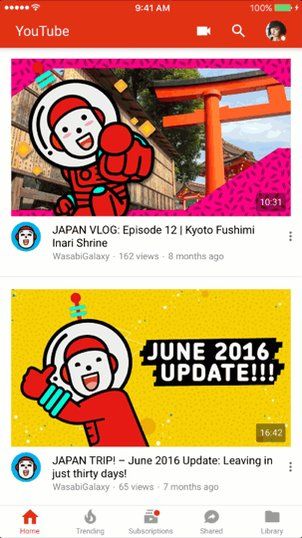 9:41 AM
100%
YouTube
10:31
JAPAN VLOG: Episode 12 | Kyoto Fushimi
Inari Shrine
WasabiGalaxy · 162 views · 8 months ago
JUNE 2016
UPDATE!!!
16:42
JAPAN TRIP! – June 2016 Update: Leaving in
just thirty days!
WasabiGalaxy · 65 views · 7 months ago
Home
Trending
Subscriptions
Shared
Library